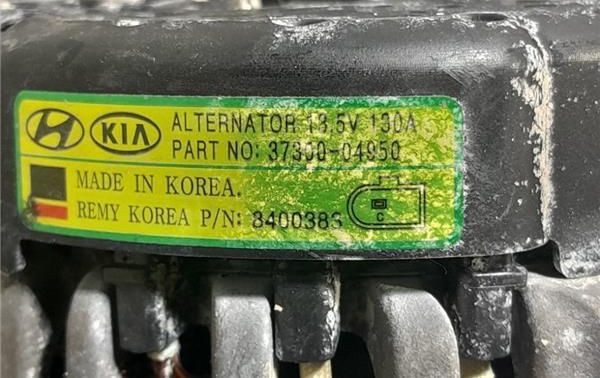 KIA
ALTERNATOR 13.5V 130A
PART NO: 37300-04950
MADE IN KOREA.
REMY KOREA P/N: 8400383
C